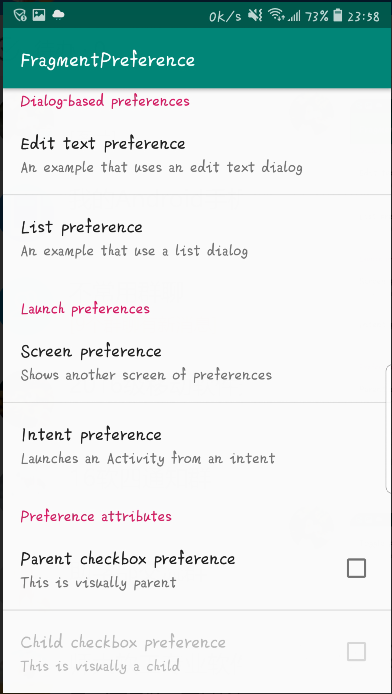 0K/s 73% 23:58
FragmentPreference
Dialog-based preferences
Edit text preference
An example that uses an edit text dialog
List preference
An example that use a list dialog
Launch preferences
Screen preference
Shows another screen of preferences
Intent preference
Launches an Activity from an intent
Preference attributes
Parent checkbox preference
This is visually parent
Child checkbox preference
This is visually a child